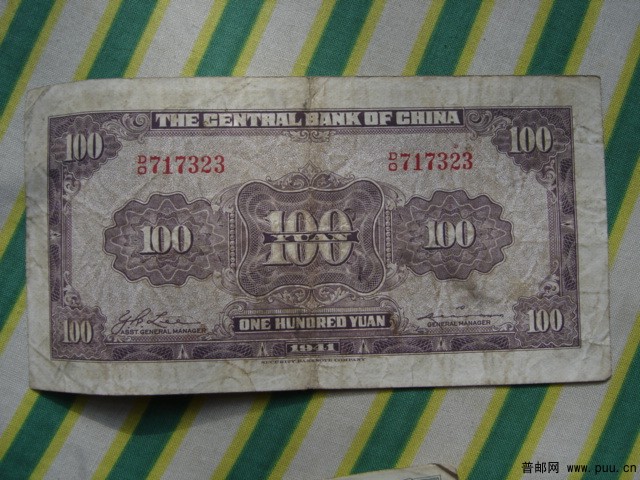 THE CENTRAL BANK OF CHINA
100 100
D/O 717323 D/O 717323
100 100 100
YUAN
ASST GENERAL MANAGER GENERAL MANAGER
100 ONE HUNDRED YUAN 100
1941
COMPANY
普邮网 www.puu.cn